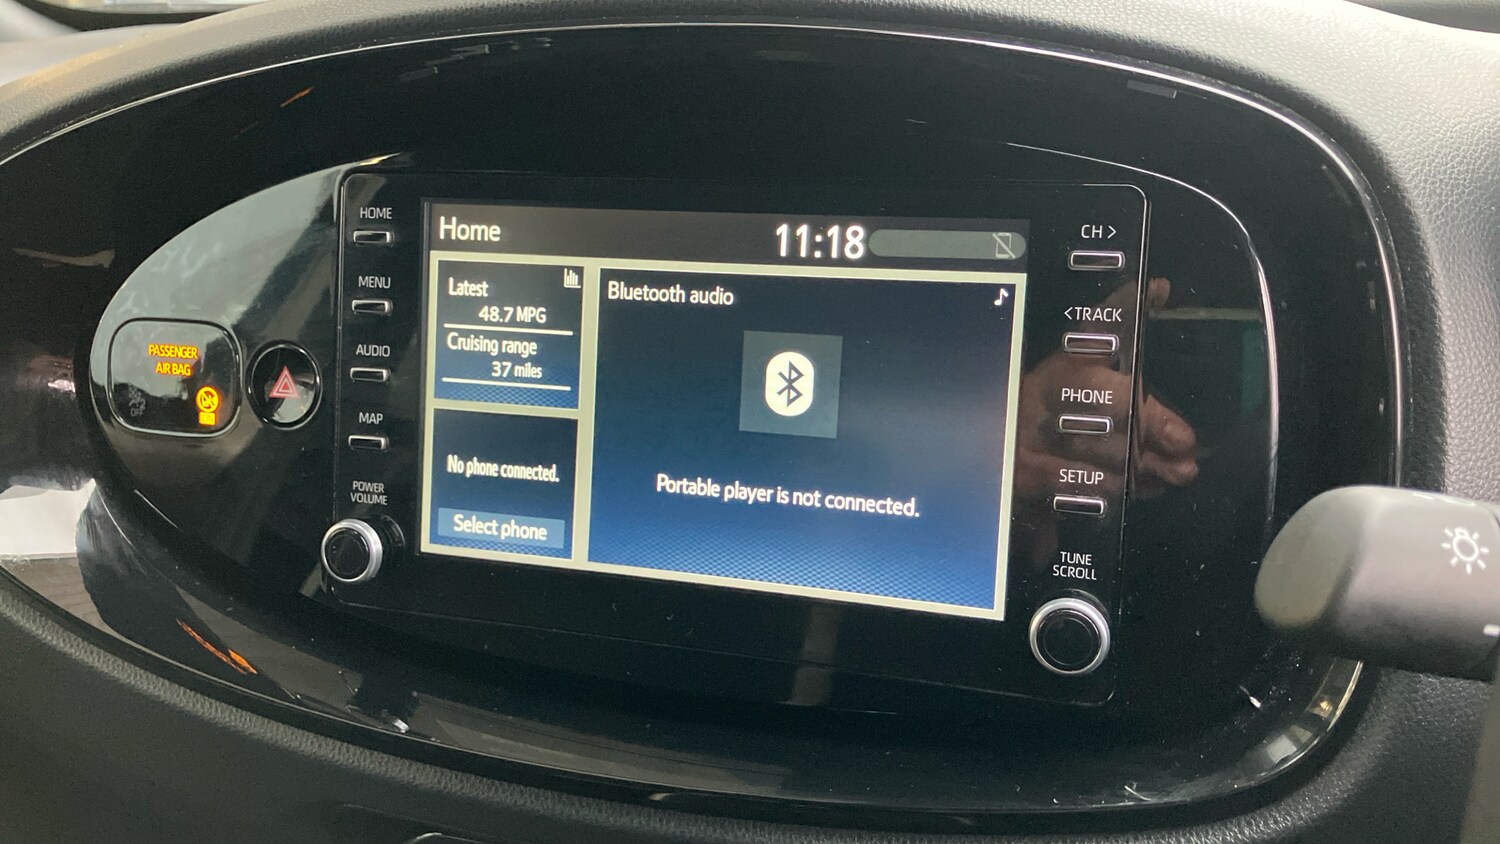 PASSENGER
AIR BAG
OFF
HOME
MENU
AUDIO
MAP
POWER
VOLUME
Home
11:18
Latest
48.7 MPG
Cruising range
37 miles
No phone connected.
Select phone
Bluetooth audio
Portable player is not connected.
CH >
<TRACK
PHONE
SETUP
TUNE
SCROLL